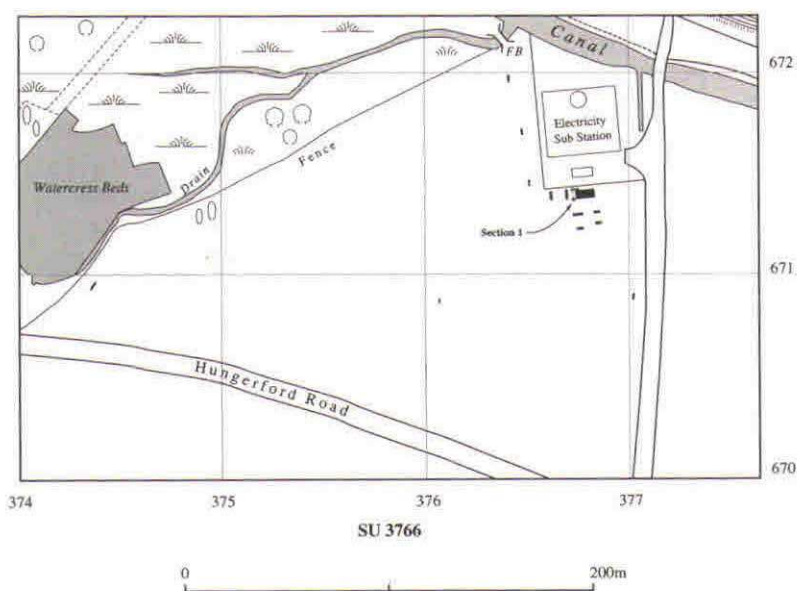 Canal
FB
672
Electricity
Sub Station
Watercress Beds
Drain
Fence
Section 1
671
Hungerford Road
670
374 375 376 377
SU 3766
0 200m